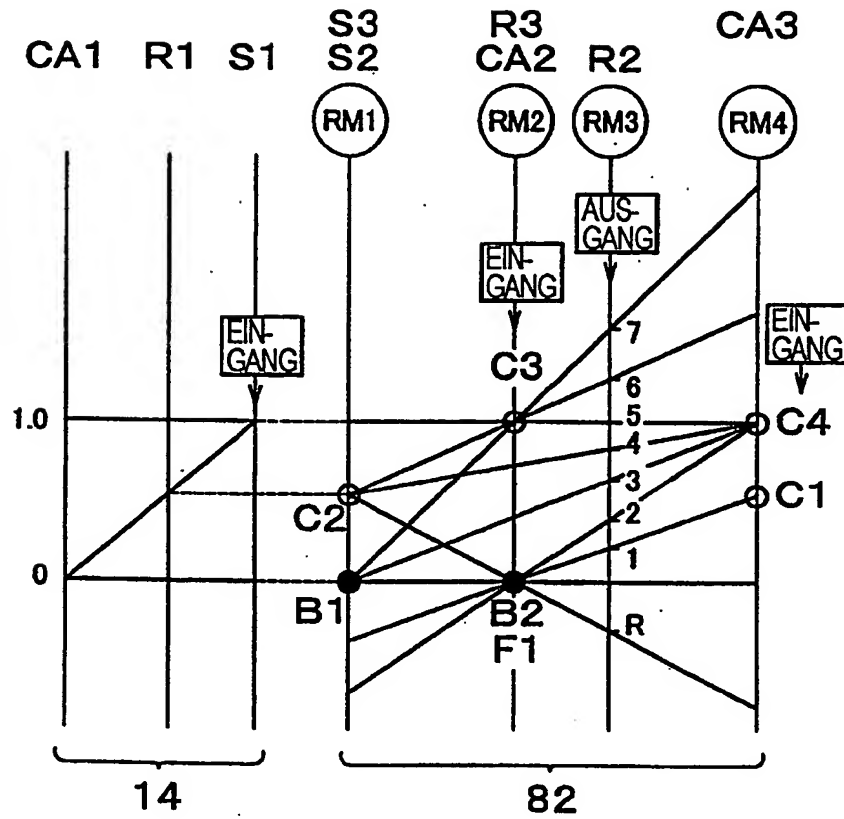 S3 R3 CA3
CA1 R1 S1 S2 CA2 R2
RM1 RM2 RM3 RM4
AUS-
GANG
EIN-
GANG
EIN-
GANG
EIN-
GANG
7
6
C3
1.0
5
C4
4
3
C2
C1
2
1
0
B1
B2
F1
R
14 82